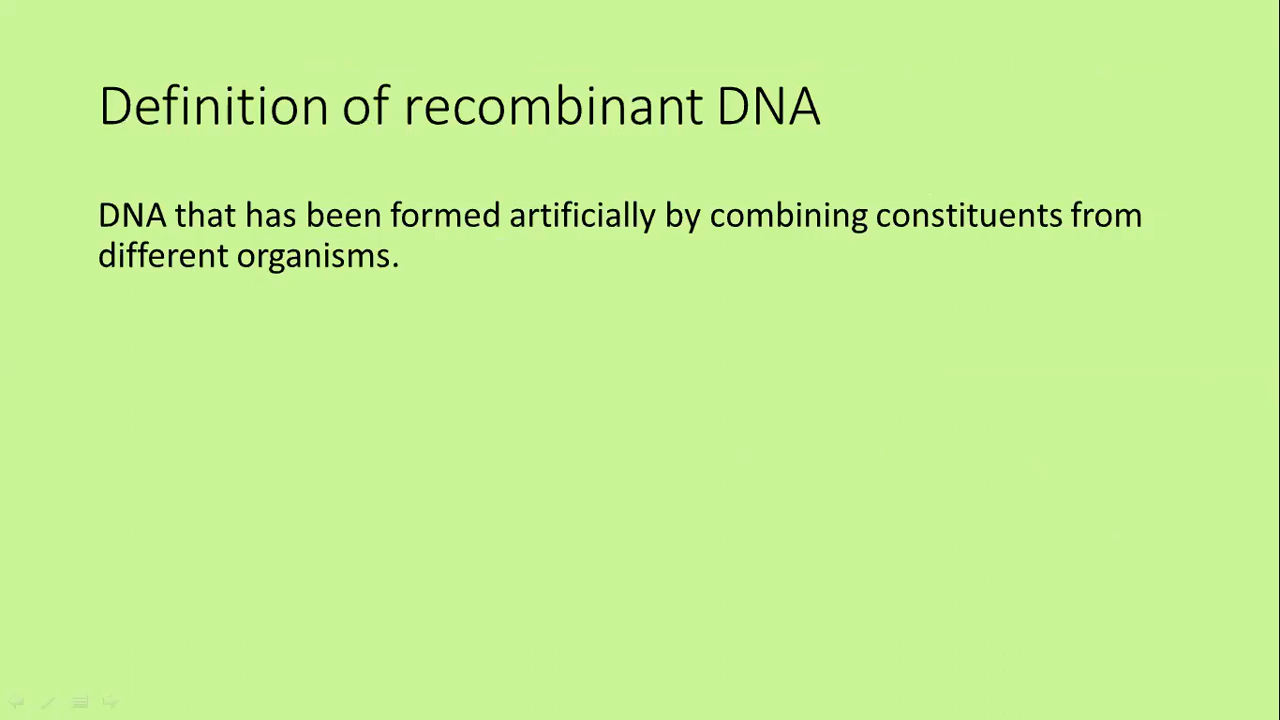 Definition of recombinant DNA
DNA that has been formed artificially by combining constituents from
different organisms.